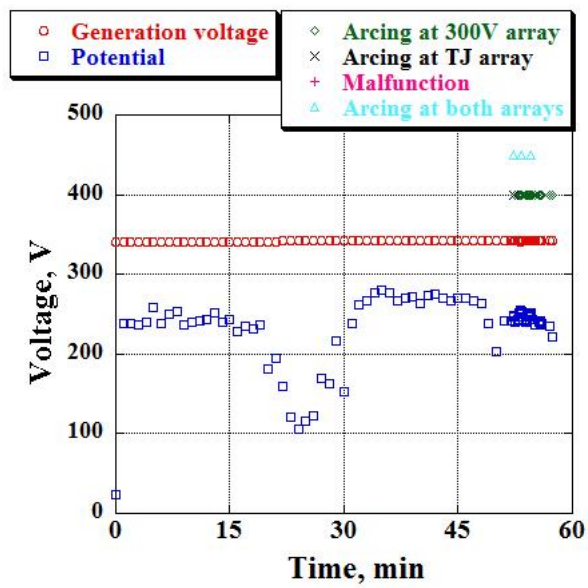 Generation voltage
Potential
Arcing at 300V array
Arcing at TJ array
Malfunction
Arcing at both arrays
Voltage, V
500
400
300
200
100
0
0 15 30 45 60
Time, min